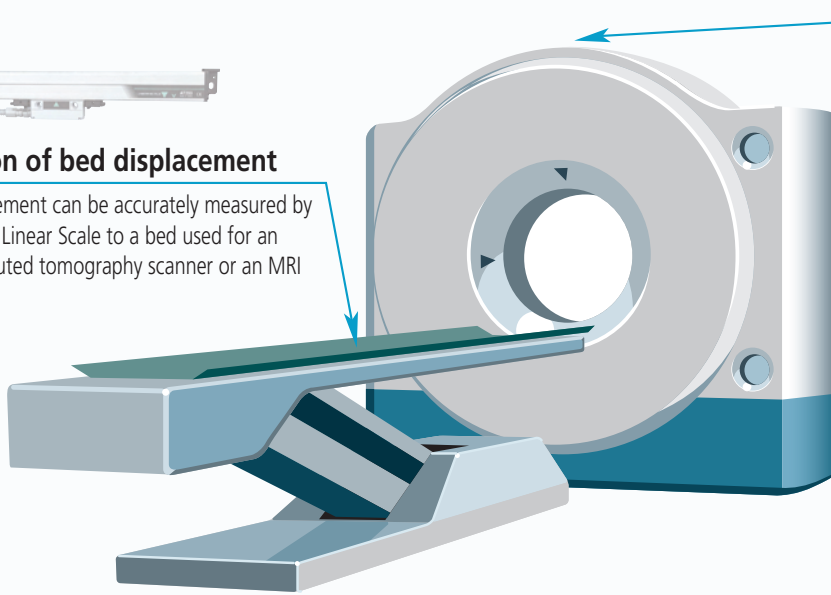 on of bed displacement
ement can be accurately measured by
Linear Scale to a bed used for an
uted tomography scanner or an MRI